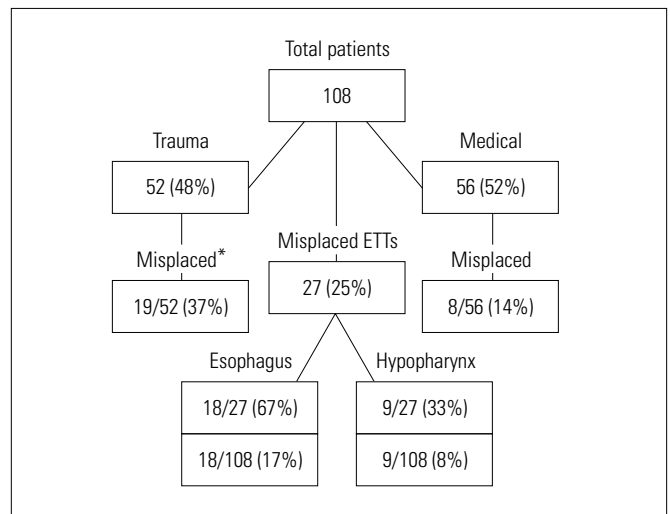 Total patients
108
Trauma
Medical
52 (48%)
56 (52%)
Misplaced*
Misplaced ETTs
Misplaced
19/52 (37%)
27 (25%)
8/56 (14%)
Esophagus
Hypopharynx
18/27 (67%)
9/27 (33%)
18/108 (17%)
9/108 (8%)